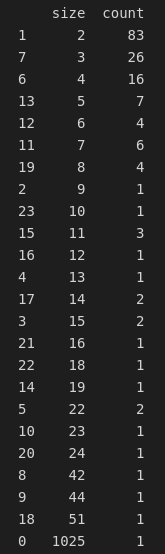 size count
1 2 83
7 3 26
6 4 16
13 5 7
12 6 4
11 7 6
19 8 4
2 9 1
23 10 1
15 11 3
16 12 1
4 13 1
17 14 2
3 15 2
21 16 1
22 18 1
14 19 1
5 22 2
10 23 1
20 24 1
8 42 1
9 44 1
18 51 1
0 1025 1